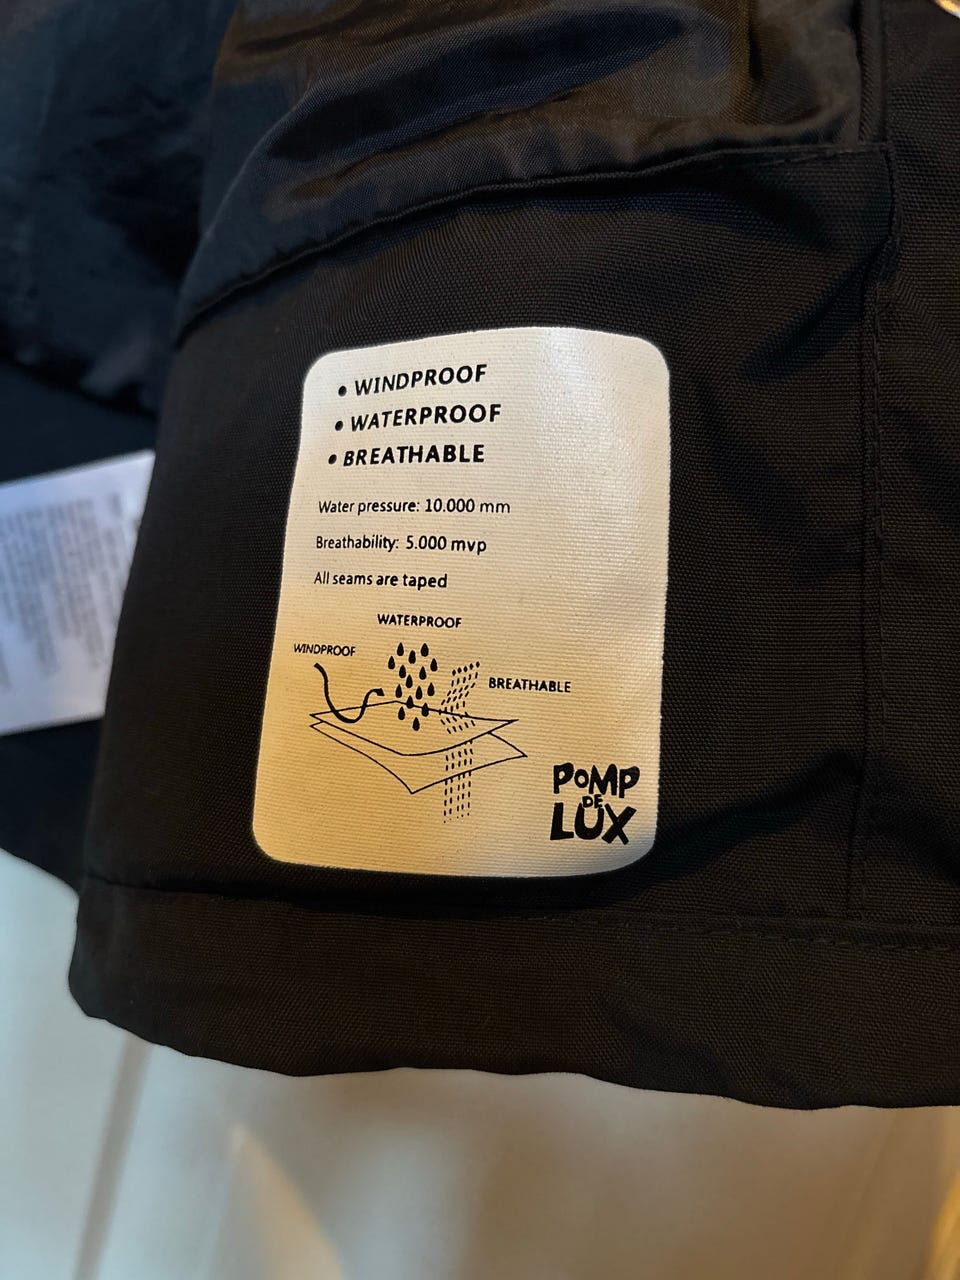 • WINDPROOF
• WATERPROOF
• BREATHABLE
Water pressure: 10.000 mm
Breathability: 5.000 mvp
All seams are taped
WATERPROOF
WINDPROOF
BREATHABLE
POMP
DE
LUX